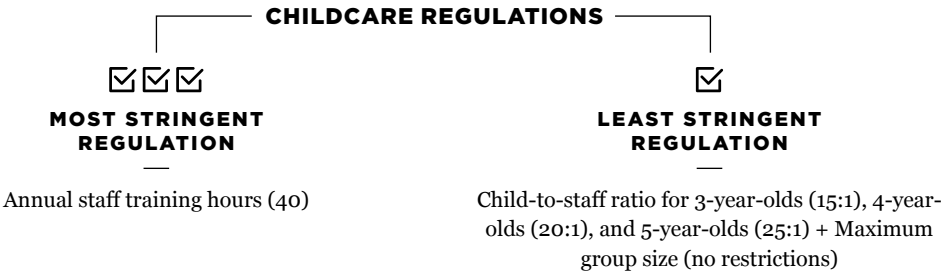 CHILDCARE REGULATIONS
MOST STRINGENT
REGULATION
Annual staff training hours (40)
LEAST STRINGENT
REGULATION
Child-to-staff ratio for 3-year-olds (15:1), 4-year-
olds (20:1), and 5-year-olds (25:1) + Maximum
group size (no restrictions)